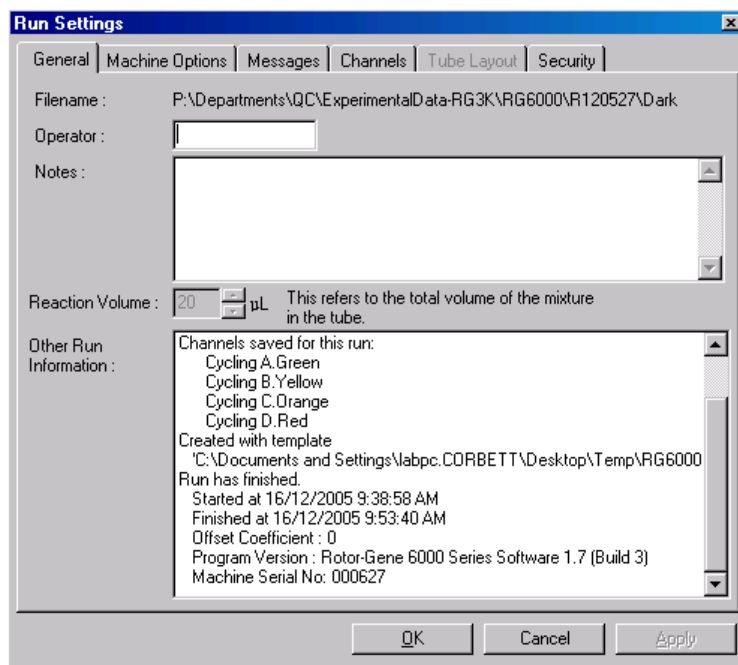 Run Settings
General Machine Options Messages Channels Tube Layout Security
Filename : P:\Departments\QC\ExperimentalData-RG3K\RG6000\R120527\Dark
Operator :
Notes :
Reaction Volume : 20 µL This refers to the total volume of the mixture
in the tube.
Other Run
Information :
Channels saved for this run:
Cycling A.Green
Cycling B.Yellow
Cycling C.Orange
Cycling D.Red
Created with template
'C:\Documents and Settings\labpc.CORBETT\Desktop\Temp\RG6000
Run has finished.
Started at 16/12/2005 9:38:58 AM
Finished at 16/12/2005 9:53:40 AM
Offset Coefficient : 0
Program Version : Rotor-Gene 6000 Series Software 1.7 (Build 3)
Machine Serial No: 000627
OK Cancel Apply